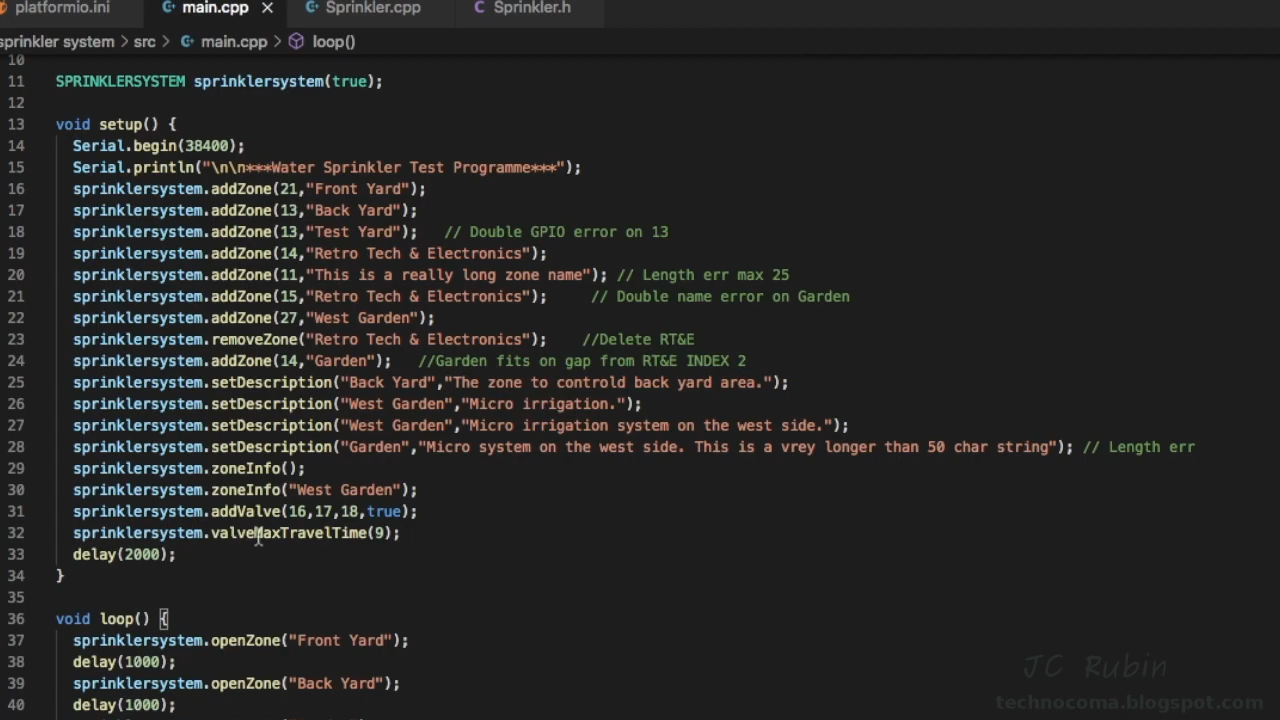 platformio.ini main.cpp × Sprinkler.cpp Sprinkler.h
sprinkler system > src > main.cpp > loop()
10
11 SPRINKLERSYSTEM sprinklersystem(true);
12
13 void setup() {
14 Serial.begin(38400);
15 Serial.println("\n\n***Water Sprinkler Test Programme***");
16 sprinklersystem.addZone(21,"Front Yard");
17 sprinklersystem.addZone(13,"Back Yard");
18 sprinklersystem.addZone(13,"Test Yard"); // Double GPIO error on 13
19 sprinklersystem.addZone(14,"Retro Tech & Electronics");
20 sprinklersystem.addZone(11,"This is a really long zone name"); // Length err max 25
21 sprinklersystem.addZone(15,"Retro Tech & Electronics"); // Double name error on Garden
22 sprinklersystem.addZone(27,"West Garden");
23 sprinklersystem.removeZone("Retro Tech & Electronics"); //Delete RT&E
24 sprinklersystem.addZone(14,"Garden"); //Garden fits on gap from RT&E INDEX 2
25 sprinklersystem.setDescription("Back Yard","The zone to controld back yard area.");
26 sprinklersystem.setDescription("West Garden","Micro irrigation.");
27 sprinklersystem.setDescription("West Garden","Micro irrigation system on the west side.");
28 sprinklersystem.setDescription("Garden","Micro system on the west side. This is a vrey longer than 50 char string"); // Length err
29 sprinklersystem.zoneInfo();
30 sprinklersystem.zoneInfo("West Garden");
31 sprinklersystem.addValve(16,17,18,true);
32 sprinklersystem.valveMaxTravelTime(9);
33 delay(2000);
34 }
35
36 void loop() {
37 sprinklersystem.openZone("Front Yard");
38 delay(1000);
39 sprinklersystem.openZone("Back Yard");
40 delay(1000);
JC Rubin
technocoma.blogspot.com